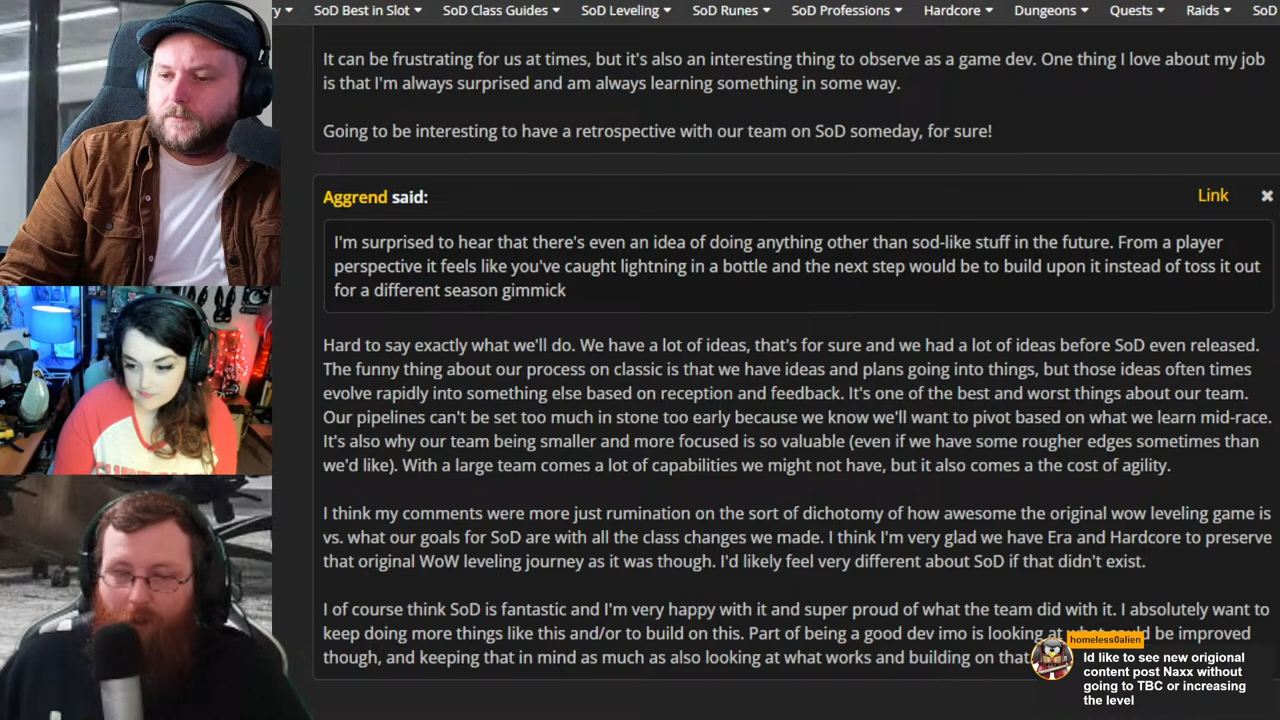 y SoD Best in Slot SoD Class Guides SoD Leveling SoD Runes SoD Professions Hardcore Dungeons Quests Raids SoD
It can be frustrating for us at times, but it's also an interesting thing to observe as a game dev. One thing I love about my job
is that I'm always surprised and am always learning something in some way.
Going to be interesting to have a retrospective with our team on SoD someday, for sure!
Aggrend said: Link
I'm surprised to hear that there's even an idea of doing anything other than sod-like stuff in the future. From a player
perspective it feels like you've caught lightning in a bottle and the next step would be to build upon it instead of toss it out
for a different season gimmick
Hard to say exactly what we'll do. We have a lot of ideas, that's for sure and we had a lot of ideas before SoD even released.
The funny thing about our process on classic is that we have ideas and plans going into things, but those ideas often times
evolve rapidly into something else based on reception and feedback. It's one of the best and worst things about our team.
Our pipelines can't be set too much in stone too early because we know we'll want to pivot based on what we learn mid-race.
It's also why our team being smaller and more focused is so valuable (even if we have some rougher edges sometimes than
we'd like). With a large team comes a lot of capabilities we might not have, but it also comes a the cost of agility.
I think my comments were more just rumination on the sort of dichotomy of how awesome the original wow leveling game is
vs. what our goals for SoD are with all the class changes we made. I think I'm very glad we have Era and Hardcore to preserve
that original WoW leveling journey as it was though. I'd likely feel very different about SoD if that didn't exist.
I of course think SoD is fantastic and I'm very happy with it and super proud of what the team did with it. I absolutely want to
keep doing more things like this and/or to build on this. Part of being a good dev imo is looking at be improved
though, and keeping that in mind as much as also looking at what works and building on that
homeless0alien
Id like to see new origional
content post Naxx without
going to TBC or increasing
the level